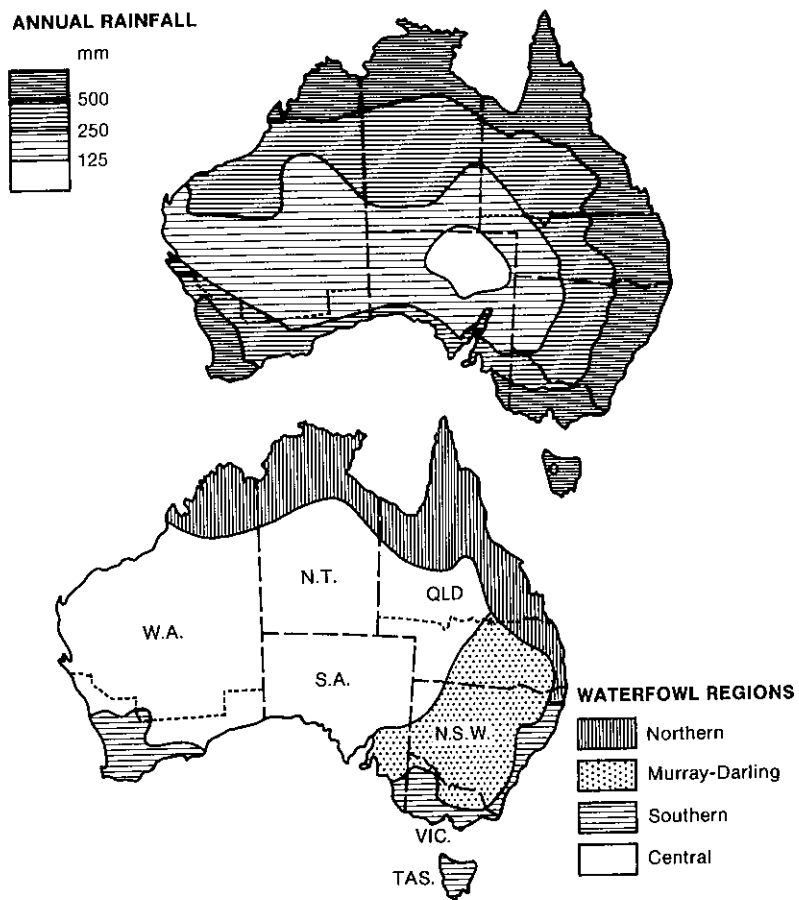 ANNUAL RAINFALL
mm
500
250
125
N.T.
QLD
W.A.
S.A.
N.S.W.
WATERFOWL REGIONS
Northern
Murray-Darling
Southern
Central
VIC.
TAS.